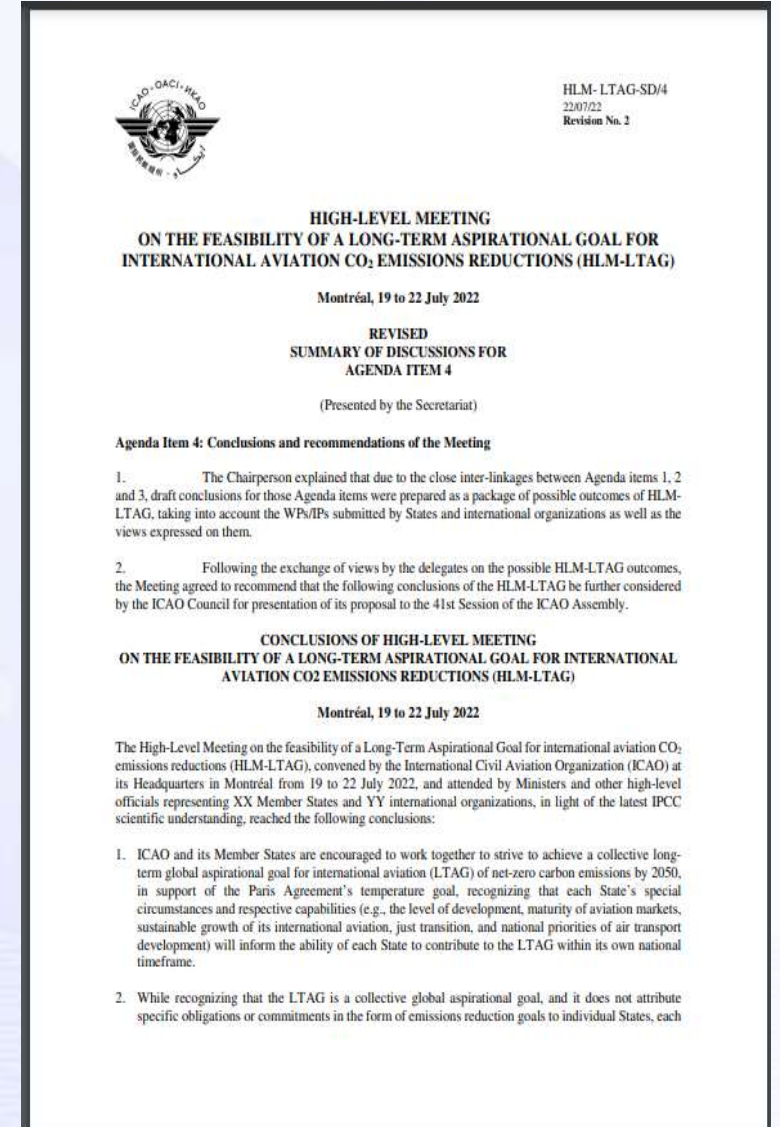 ICAO · OACI · ИКАО
HLM- LTAG-SD/4
22/07/22
Revision No. 2
HIGH-LEVEL MEETING
ON THE FEASIBILITY OF A LONG-TERM ASPIRATIONAL GOAL FOR
INTERNATIONAL AVIATION CO₂ EMISSIONS REDUCTIONS (HLM-LTAG)
Montréal, 19 to 22 July 2022
REVISED
SUMMARY OF DISCUSSIONS FOR
AGENDA ITEM 4
(Presented by the Secretariat)
Agenda Item 4: Conclusions and recommendations of the Meeting
1. The Chairperson explained that due to the close inter-linkages between Agenda items 1, 2
and 3, draft conclusions for those Agenda items were prepared as a package of possible outcomes of HLM-
LTAG, taking into account the WPs/IPs submitted by States and international organizations as well as the
views expressed on them.
2. Following the exchange of views by the delegates on the possible HLM-LTAG outcomes,
the Meeting agreed to recommend that the following conclusions of the HLM-LTAG be further considered
by the ICAO Council for presentation of its proposal to the 41st Session of the ICAO Assembly.
CONCLUSIONS OF HIGH-LEVEL MEETING
ON THE FEASIBILITY OF A LONG-TERM ASPIRATIONAL GOAL FOR INTERNATIONAL
AVIATION CO2 EMISSIONS REDUCTIONS (HLM-LTAG)
Montréal, 19 to 22 July 2022
The High-Level Meeting on the feasibility of a Long-Term Aspirational Goal for international aviation CO₂
emissions reductions (HLM-LTAG), convened by the International Civil Aviation Organization (ICAO) at
its Headquarters in Montréal from 19 to 22 July 2022, and attended by Ministers and other high-level
officials representing XX Member States and YY international organizations, in light of the latest IPCC
scientific understanding, reached the following conclusions:
1. ICAO and its Member States are encouraged to work together to strive to achieve a collective long-
term global aspirational goal for international aviation (LTAG) of net-zero carbon emissions by 2050,
in support of the Paris Agreement's temperature goal, recognizing that each State's special
circumstances and respective capabilities (e.g., the level of development, maturity of aviation markets,
sustainable growth of its international aviation, just transition, and national priorities of air transport
development) will inform the ability of each State to contribute to the LTAG within its own national
timeframe.
2. While recognizing that the LTAG is a collective global aspirational goal, and it does not attribute
specific obligations or commitments in the form of emissions reduction goals to individual States, each